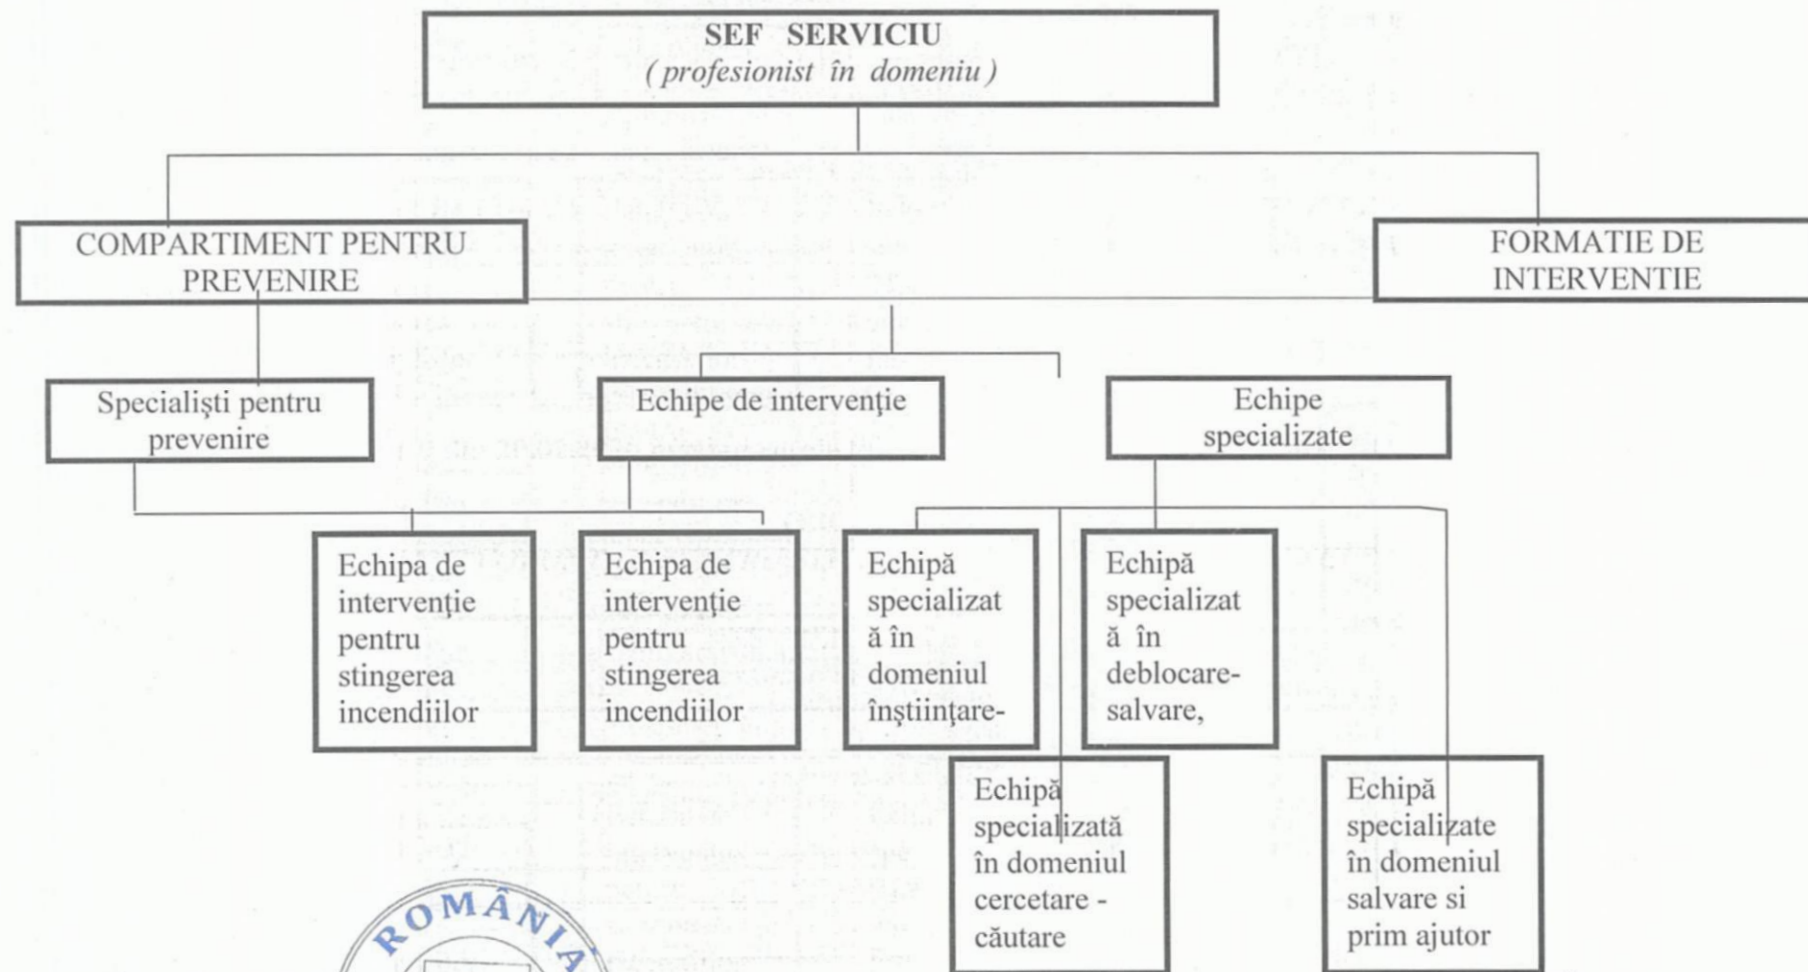 SEF SERVICIU
( profesionist în domeniu )
COMPARTIMENT PENTRU
PREVENIRE
FORMATIE DE
INTERVENTIE
Specialişti pentru
prevenire
Echipe de intervenţie
Echipe
specializate
Echipa de
intervenţie
pentru
stingerea
incendiilor
Echipa de
intervenţie
pentru
stingerea
incendiilor
Echipă
specializat
ă în
domeniul
înştiinţare-
Echipă
specializat
ă în
deblocare-
salvare,
Echipă
specializată
în domeniul
cercetare -
căutare
Echipă
specializate
în domeniul
salvare si
prim ajutor
ROMÂNIA